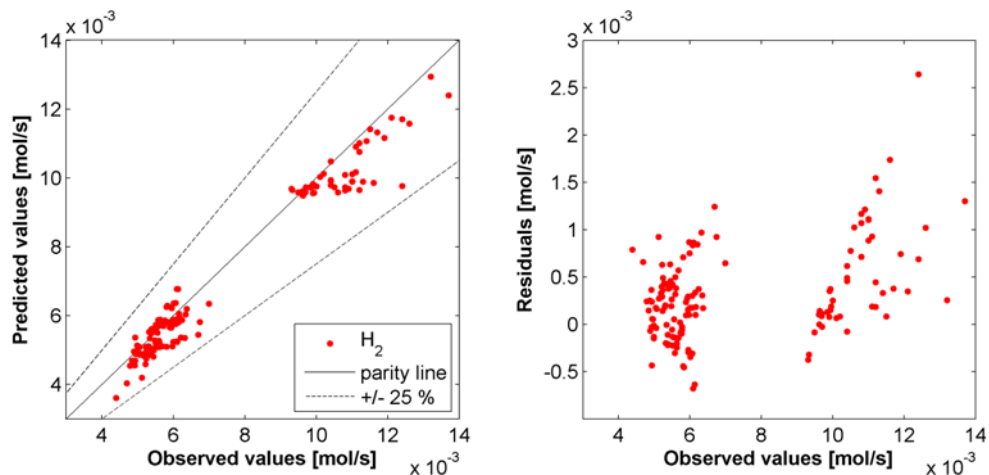 x 10⁻³
14
12
10
8
6
4
Predicted values [mol/s]
H₂
parity line
+/- 25 %
4 6 8 10 12 14
Observed values [mol/s]
x 10⁻³
x 10⁻³
3
2.5
2
1.5
1
0.5
0
-0.5
Residuals [mol/s]
4 6 8 10 12 14
Observed values [mol/s]
x 10⁻³